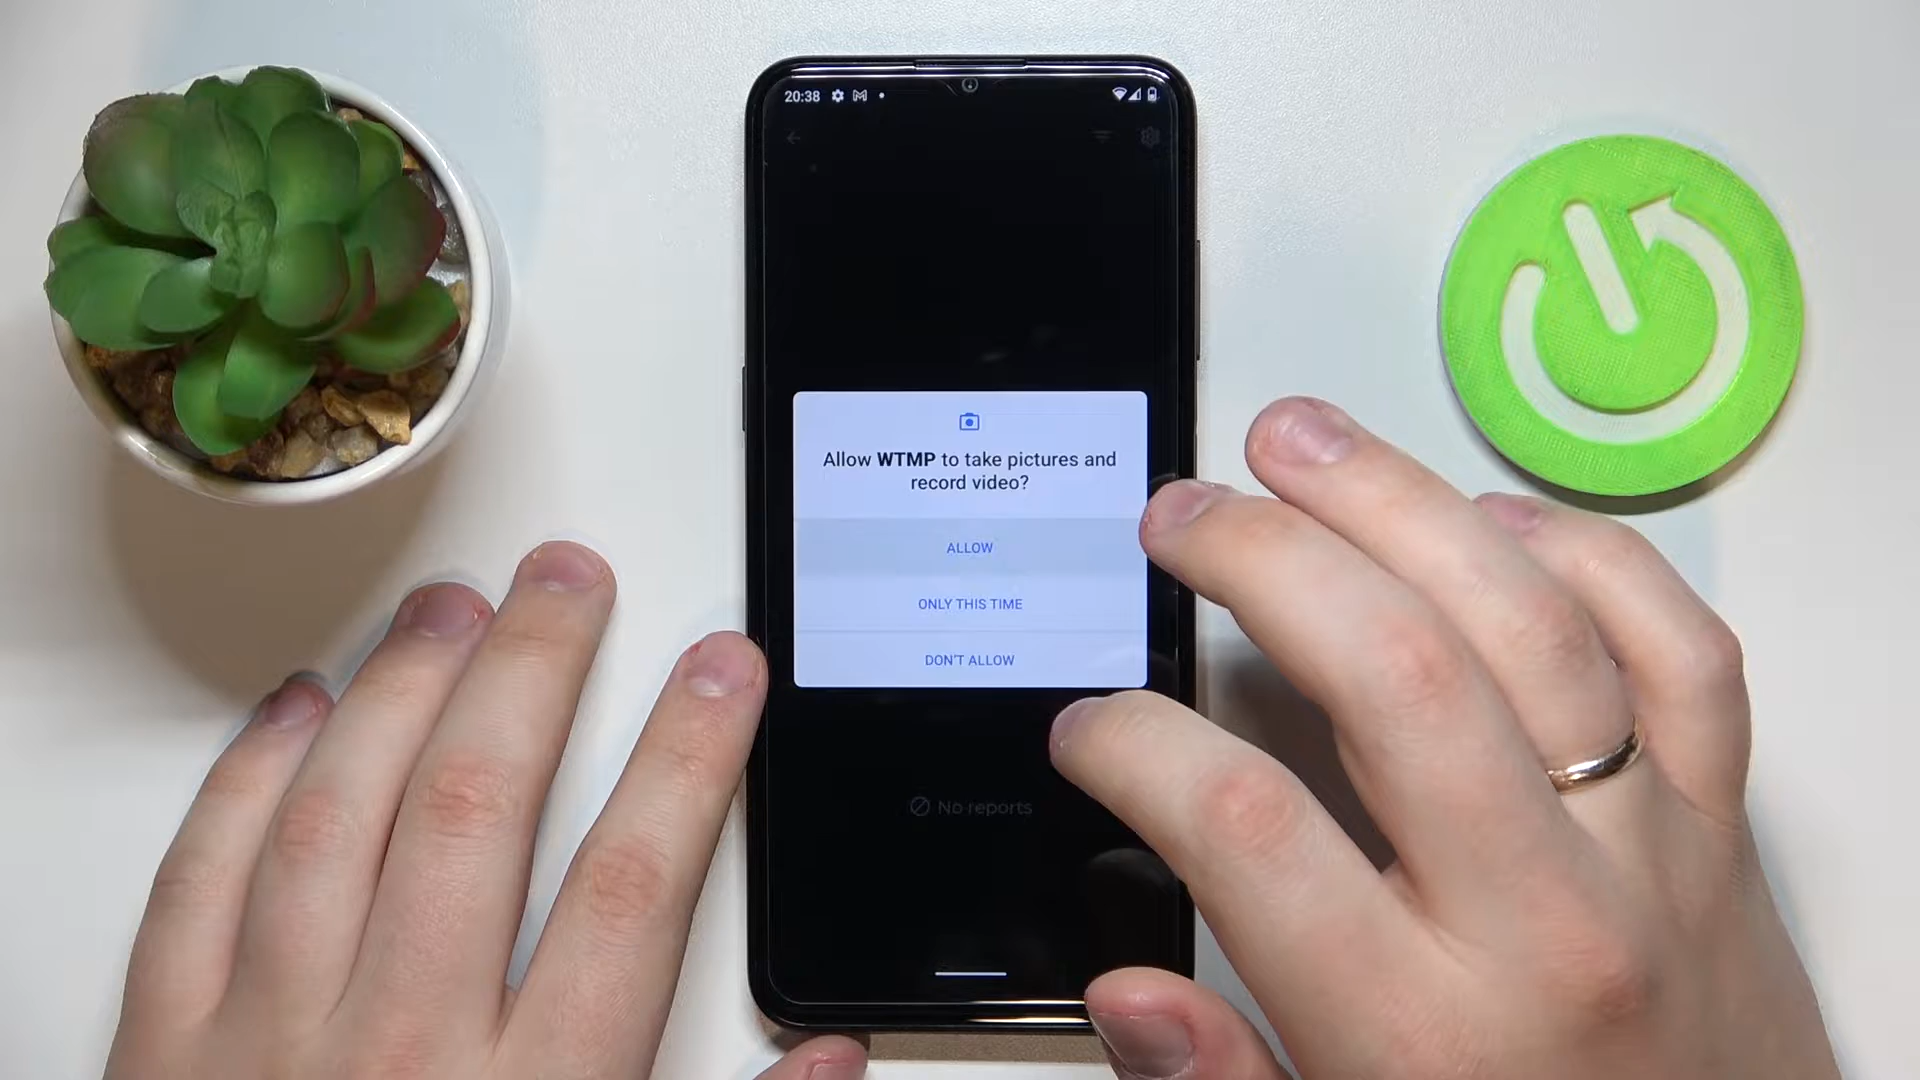 20:38
Allow WTMP to take pictures and
record video?
ALLOW
ONLY THIS TIME
DON'T ALLOW
No reports